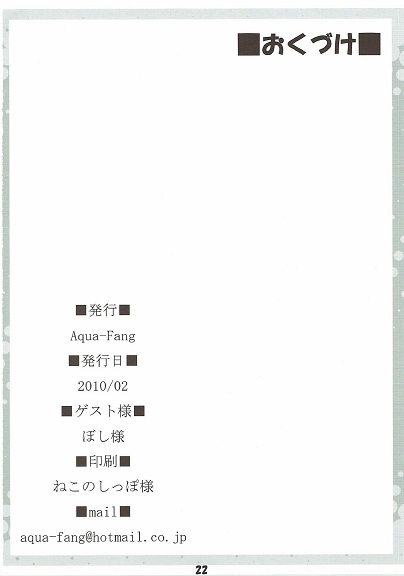 ■おくづけ■
■発行■
Aqua-Fang
■発行日■
2010/02
■ゲスト様■
ぼし様
■印刷■
ねこのしっぽ様
■mail■
aqua-fang@hotmail.co.jp
22